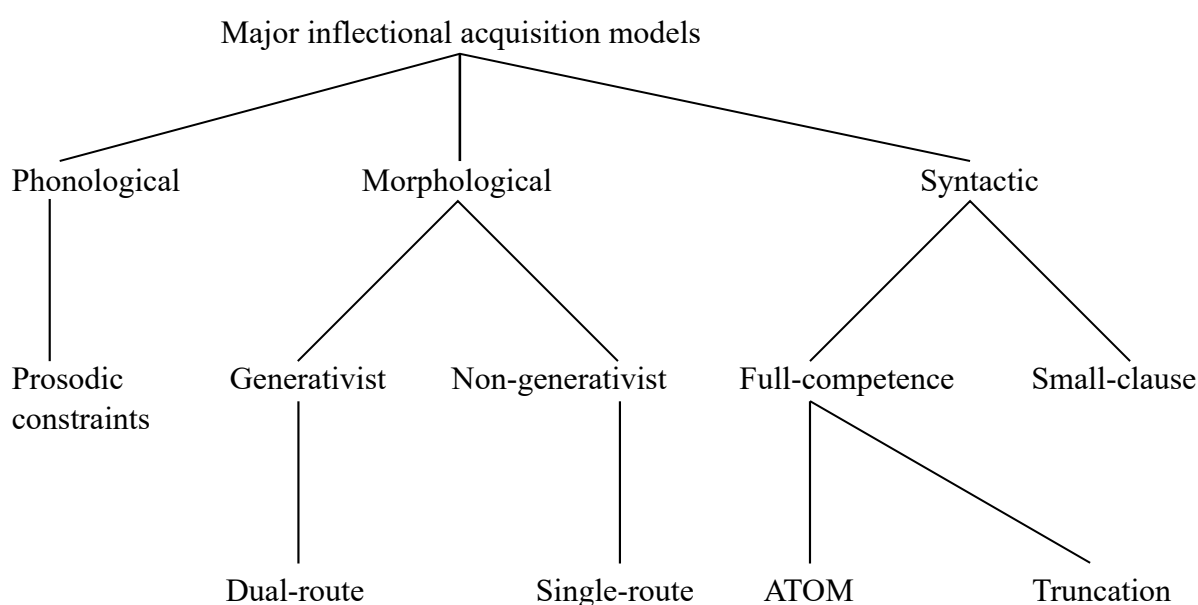 Major inflectional acquisition models
Phonological
Morphological
Syntactic
Prosodic
constraints
Generativist
Non-generativist
Full-competence
Small-clause
Dual-route
Single-route
ATOM
Truncation